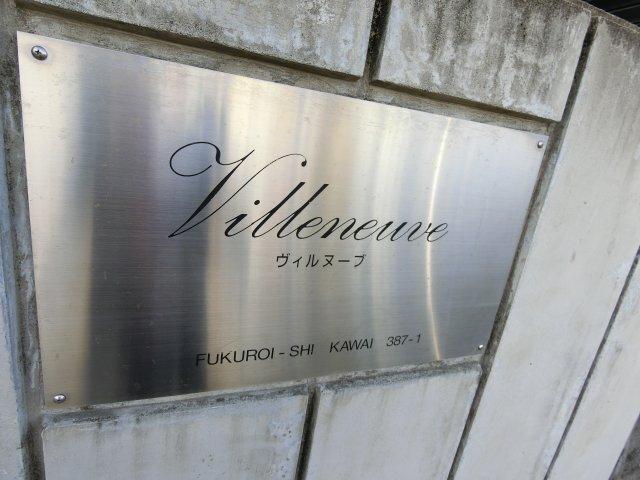 Villeneuve
ヴィルヌーブ
FUKUROI-SHI KAWAI 387-1